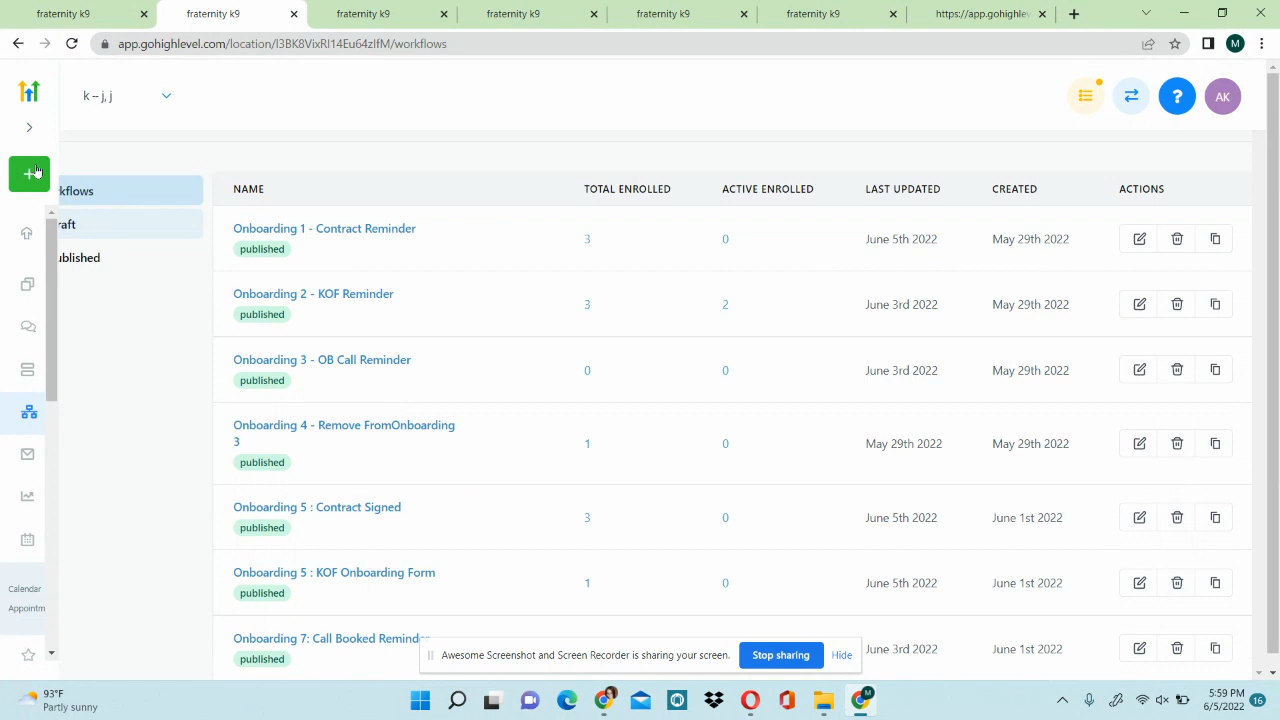 fraternity k9
fraternity k9
fraternity k9
fraternity k9
fraternity k9
fraternity k9
https://app.gohighlev
app.gohighlevel.com/location/I3BK8VixRI14Eu64zIfM/workflows
M
k -- j, j
?
AK
kflows
raft
ublished
NAME
TOTAL ENROLLED
ACTIVE ENROLLED
LAST UPDATED
CREATED
ACTIONS
Onboarding 1 - Contract Reminder
published
3
0
June 5th 2022
May 29th 2022
Onboarding 2 - KOF Reminder
published
3
2
June 3rd 2022
May 29th 2022
Onboarding 3 - OB Call Reminder
published
0
0
June 3rd 2022
May 29th 2022
Onboarding 4 - Remove FromOnboarding
3
published
1
0
May 29th 2022
May 29th 2022
Onboarding 5 : Contract Signed
published
3
0
June 5th 2022
June 1st 2022
Onboarding 5 : KOF Onboarding Form
published
1
0
June 5th 2022
June 1st 2022
Onboarding 7: Call Booked Reminde
published
June 3rd 2022
June 1st 2022
Calendar
Appointm
Awesome Screenshot and Screen Recorder is sharing your screen.
Stop sharing
Hide
93°F
Partly sunny
M
5:59 PM
6/5/2022
16